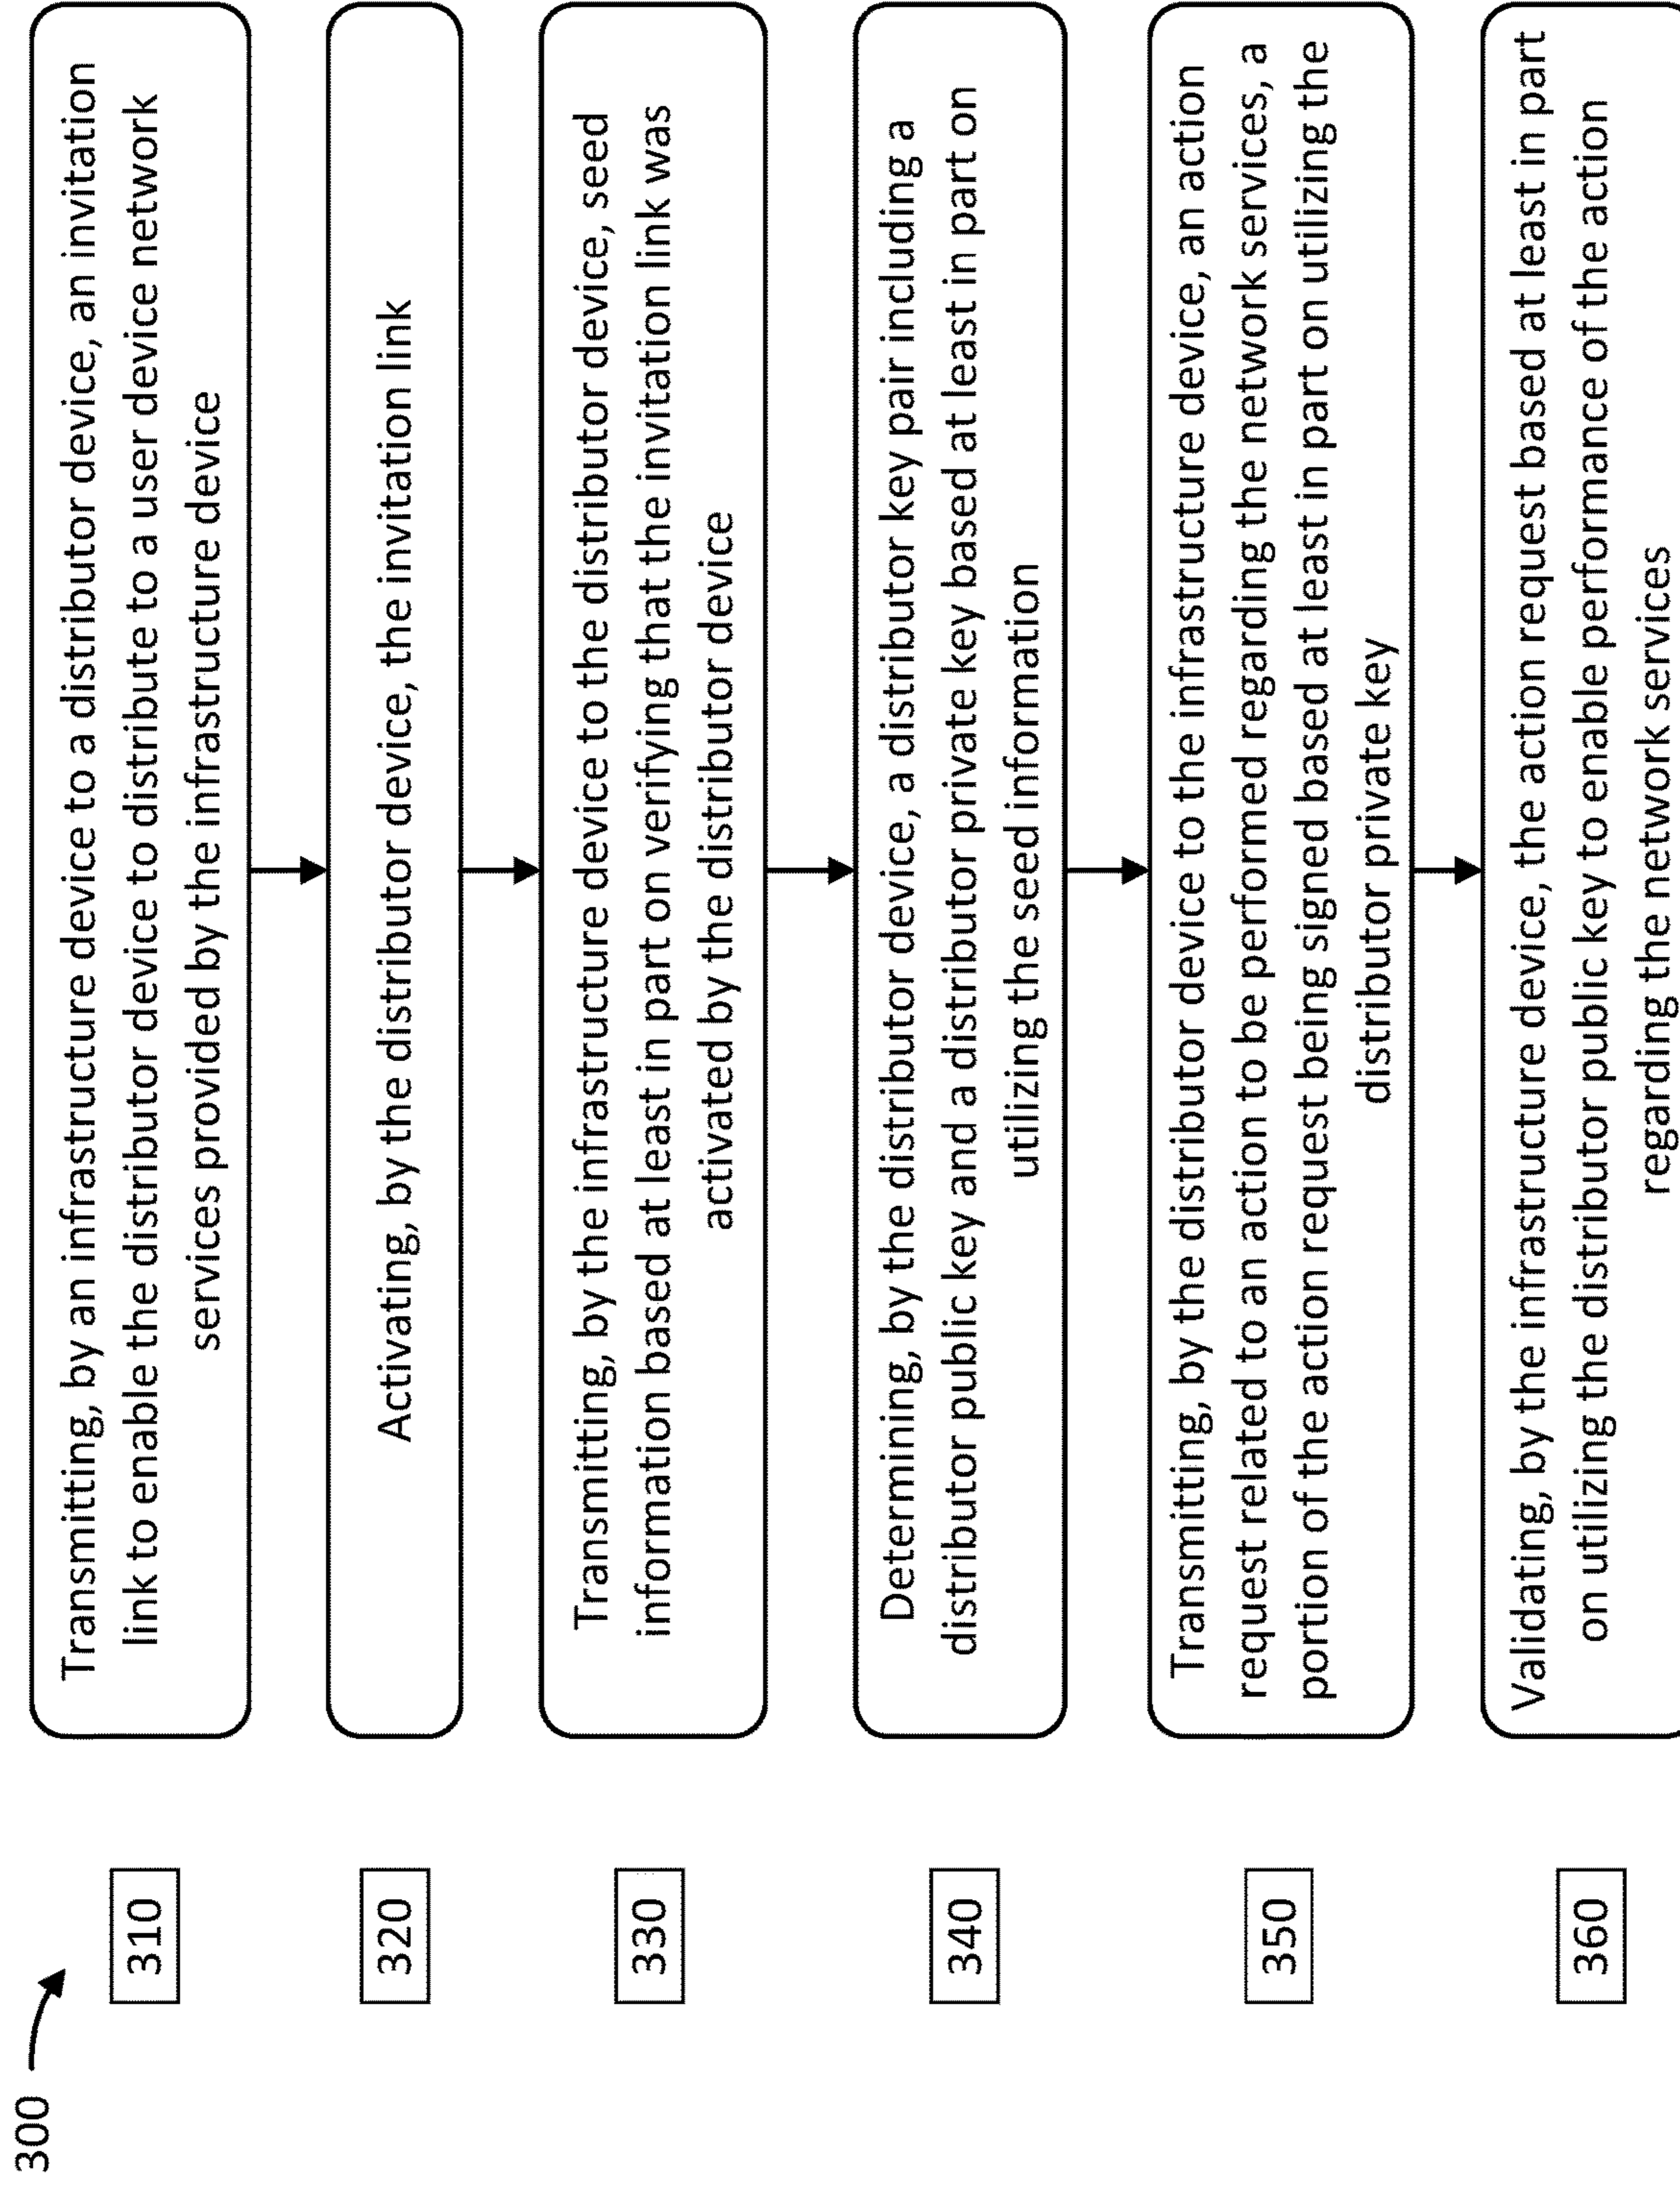 300
310
Transmitting, by an infrastructure device to a distributor device, an invitation
link to enable the distributor device to distribute to a user device network
services provided by the infrastructure device
320
Activating, by the distributor device, the invitation link
330
Transmitting, by the infrastructure device to the distributor device, seed
information based at least in part on verifying that the invitation link was
activated by the distributor device
340
Determining, by the distributor device, a distributor key pair including a
distributor public key and a distributor private key based at least in part on
utilizing the seed information
350
Transmitting, by the distributor device to the infrastructure device, an action
request related to an action to be performed regarding the network services, a
portion of the action request being signed based at least in part on utilizing the
distributor private key
360
Validating, by the infrastructure device, the action request based at least in part
on utilizing the distributor public key to enable performance of the action
regarding the network services